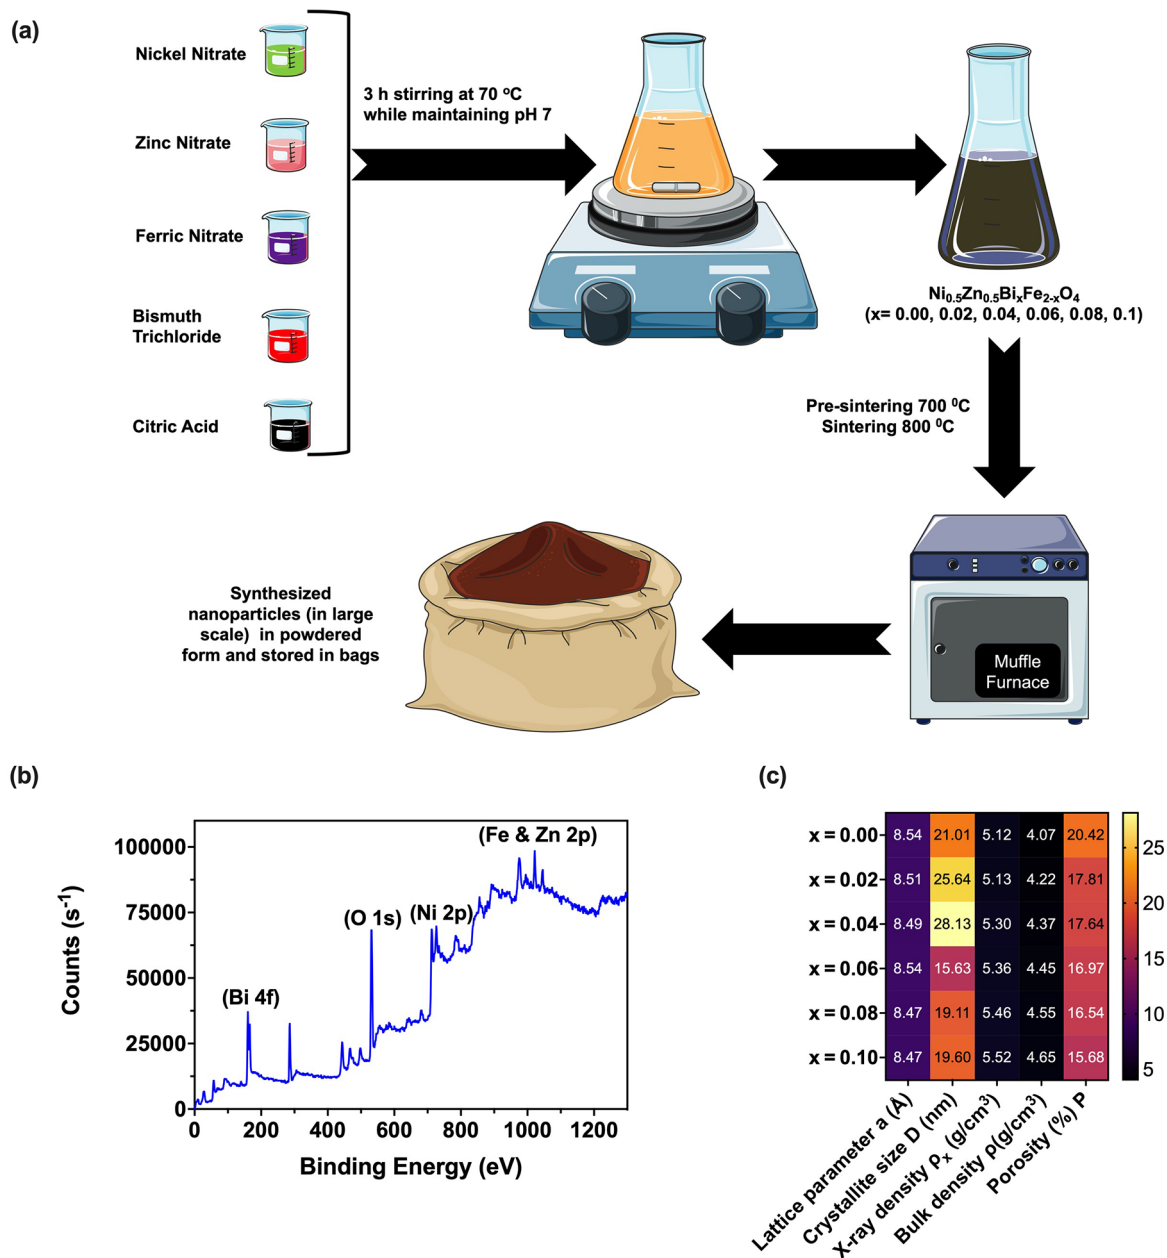 (a)
Nickel Nitrate
Zinc Nitrate
Ferric Nitrate
Bismuth
Trichloride
Citric Acid
3 h stirring at 70 °C
while maintaining pH 7
Ni0.5Zn0.5BixFe2-xO4
(x= 0.00, 0.02, 0.04, 0.06, 0.08, 0.1)
Pre-sintering 700 ⁰C
Sintering 800 ⁰C
Muffle
Furnace
Synthesized
nanoparticles (in large
scale) in powdered
form and stored in bags
(b)
Counts (s⁻¹)
100000
75000
50000
25000
0
(Bi 4f)
(O 1s)
(Ni 2p)
(Fe & Zn 2p)
0 200 400 600 800 1000 1200
Binding Energy (eV)
(c)
x = 0.00 8.54 21.01 5.12 4.07 20.42
x = 0.02 8.51 25.64 5.13 4.22 17.81
x = 0.04 8.49 28.13 5.30 4.37 17.64
x = 0.06 8.54 15.63 5.36 4.45 16.97
x = 0.08 8.47 19.11 5.46 4.55 16.54
x = 0.10 8.47 19.60 5.52 4.65 15.68
Lattice parameter a (Å)
Crystallite size D (nm)
X-ray density ρx (g/cm³)
Bulk density ρ(g/cm³)
Porosity (%) P
25
20
15
10
5